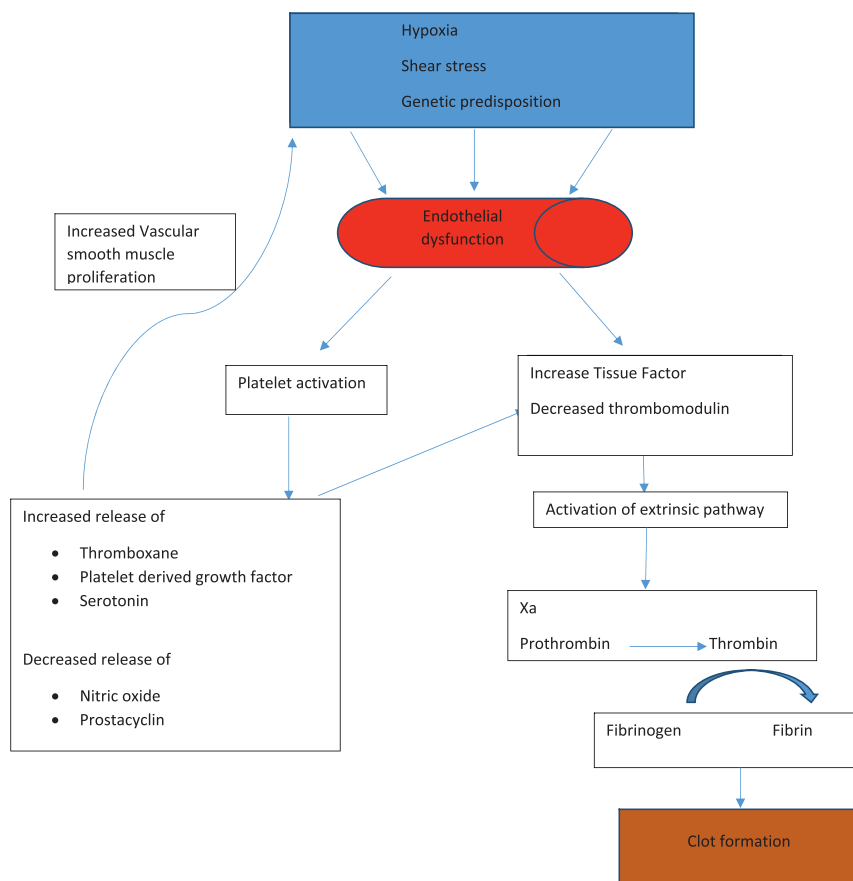 Hypoxia
Shear stress
Genetic predisposition
Endothelial
dysfunction
Increased Vascular
smooth muscle
proliferation
Platelet activation
Increase Tissue Factor
Decreased thrombomodulin
Increased release of
• Thromboxane
• Platelet derived growth factor
• Serotonin
Decreased release of
• Nitric oxide
• Prostacyclin
Activation of extrinsic pathway
Xa
Prothrombin Thrombin
Fibrinogen Fibrin
Clot formation